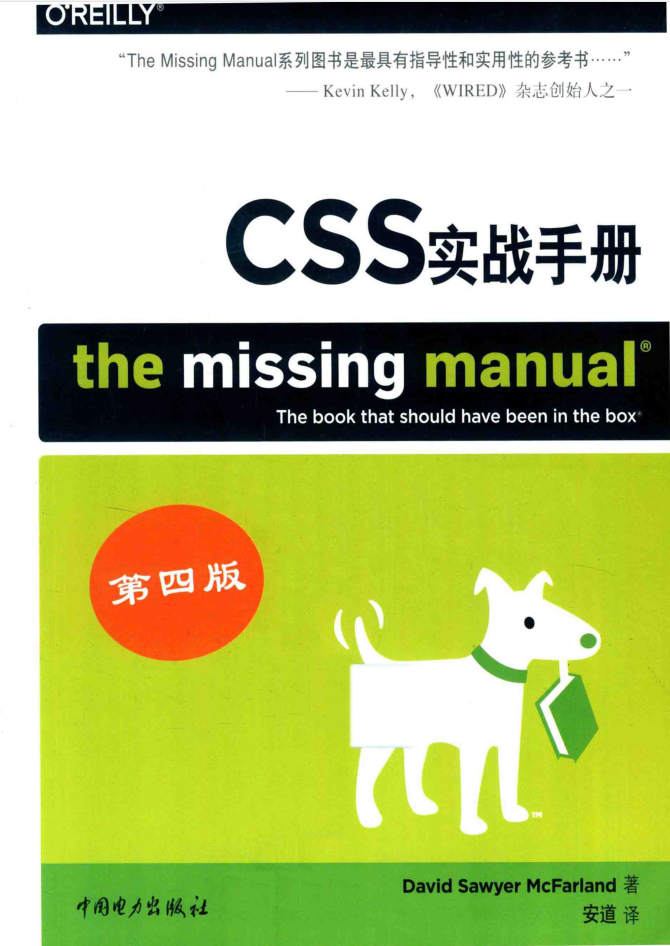 O'REILLY®
“The Missing Manual系列图书是最具有指导性和实用性的参考书……”
—— Kevin Kelly，《WIRED》杂志创始人之一
CSS实战手册
the missing manual®
The book that should have been in the box®
第四版
TM
David Sawyer McFarland 著
安道 译
中国电力出版社